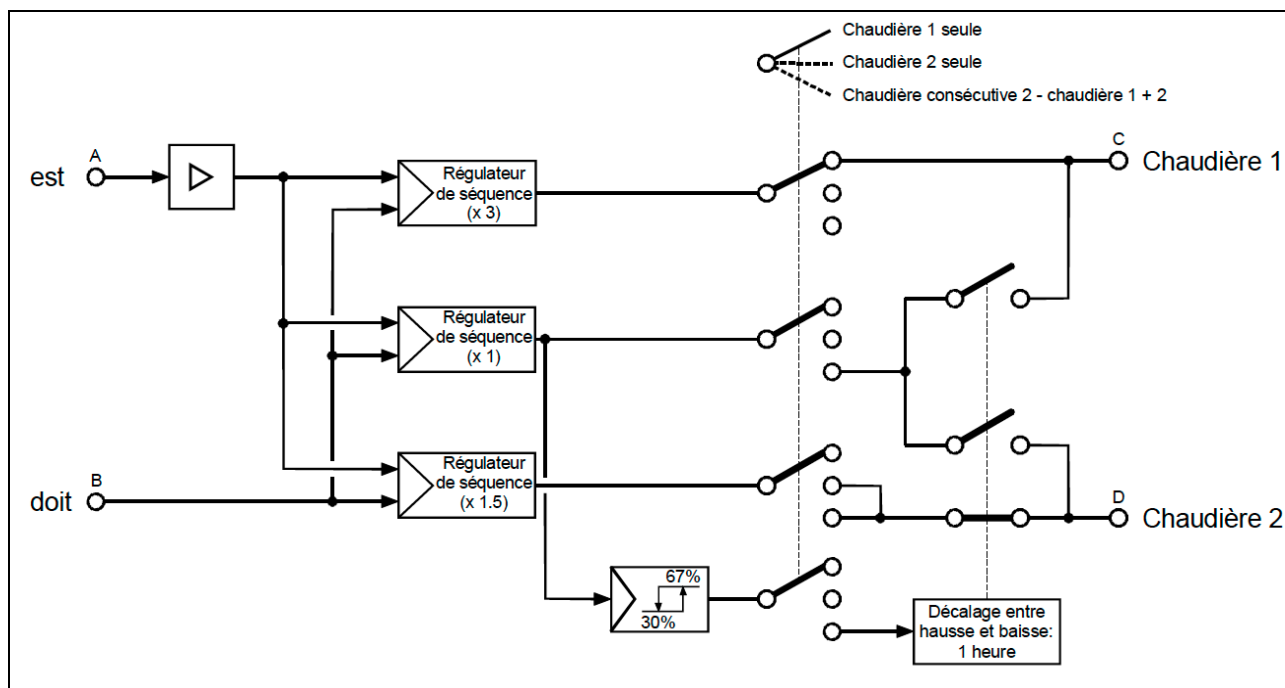 Chaudière 1 seule
Chaudière 2 seule
Chaudière consécutive 2 - chaudière 1 + 2
est
A
Régulateur
de séquence
(x 3)
C
Chaudière 1
Régulateur
de séquence
(x 1)
doit
B
Régulateur
de séquence
(x 1.5)
D
Chaudière 2
67%
30%
Décalage entre
hausse et baisse:
1 heure